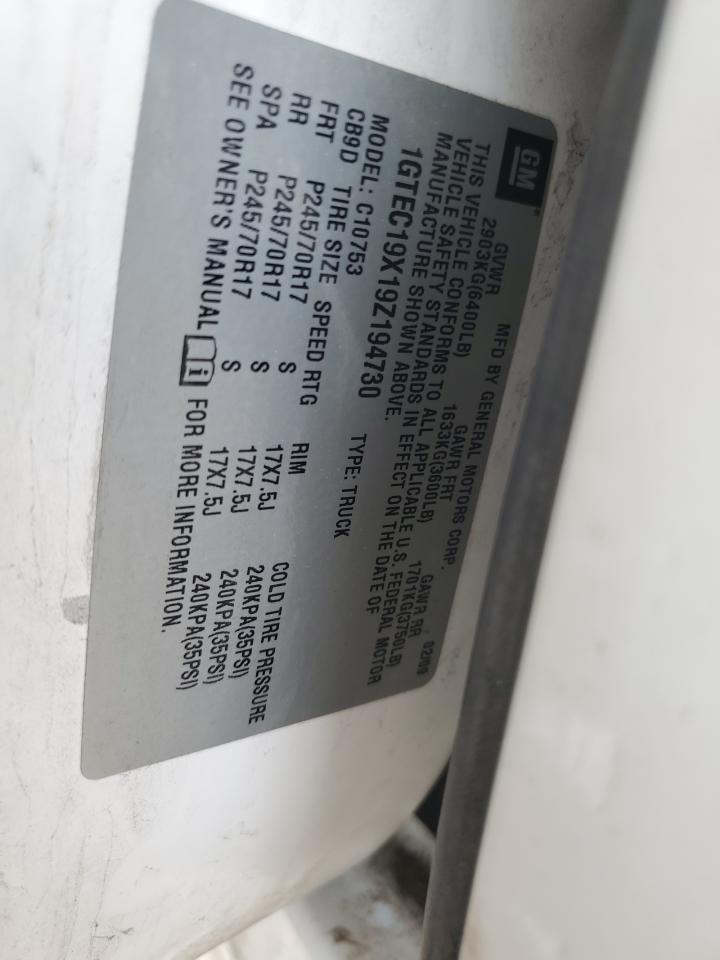 GM
MFD BY GENERAL MOTORS CORP. 02/09
GVWR GAWR FRT GAWR RR
2903KG(6400LB) 1633KG(3600LB) 1701KG(3750LB)
THIS VEHICLE CONFORMS TO ALL APPLICABLE U.S. FEDERAL MOTOR
VEHICLE SAFETY STANDARDS IN EFFECT ON THE DATE OF
MANUFACTURE SHOWN ABOVE.
1GTEC19X19Z194730 TYPE: TRUCK
MODEL: C10753
CB9D TIRE SIZE SPEED RTG RIM COLD TIRE PRESSURE
FRT P245/70R17 S 17X7.5J 240KPA(35PSI)
RR P245/70R17 S 17X7.5J 240KPA(35PSI)
SPA P245/70R17 S 17X7.5J 240KPA(35PSI)
SEE OWNER'S MANUAL i FOR MORE INFORMATION.